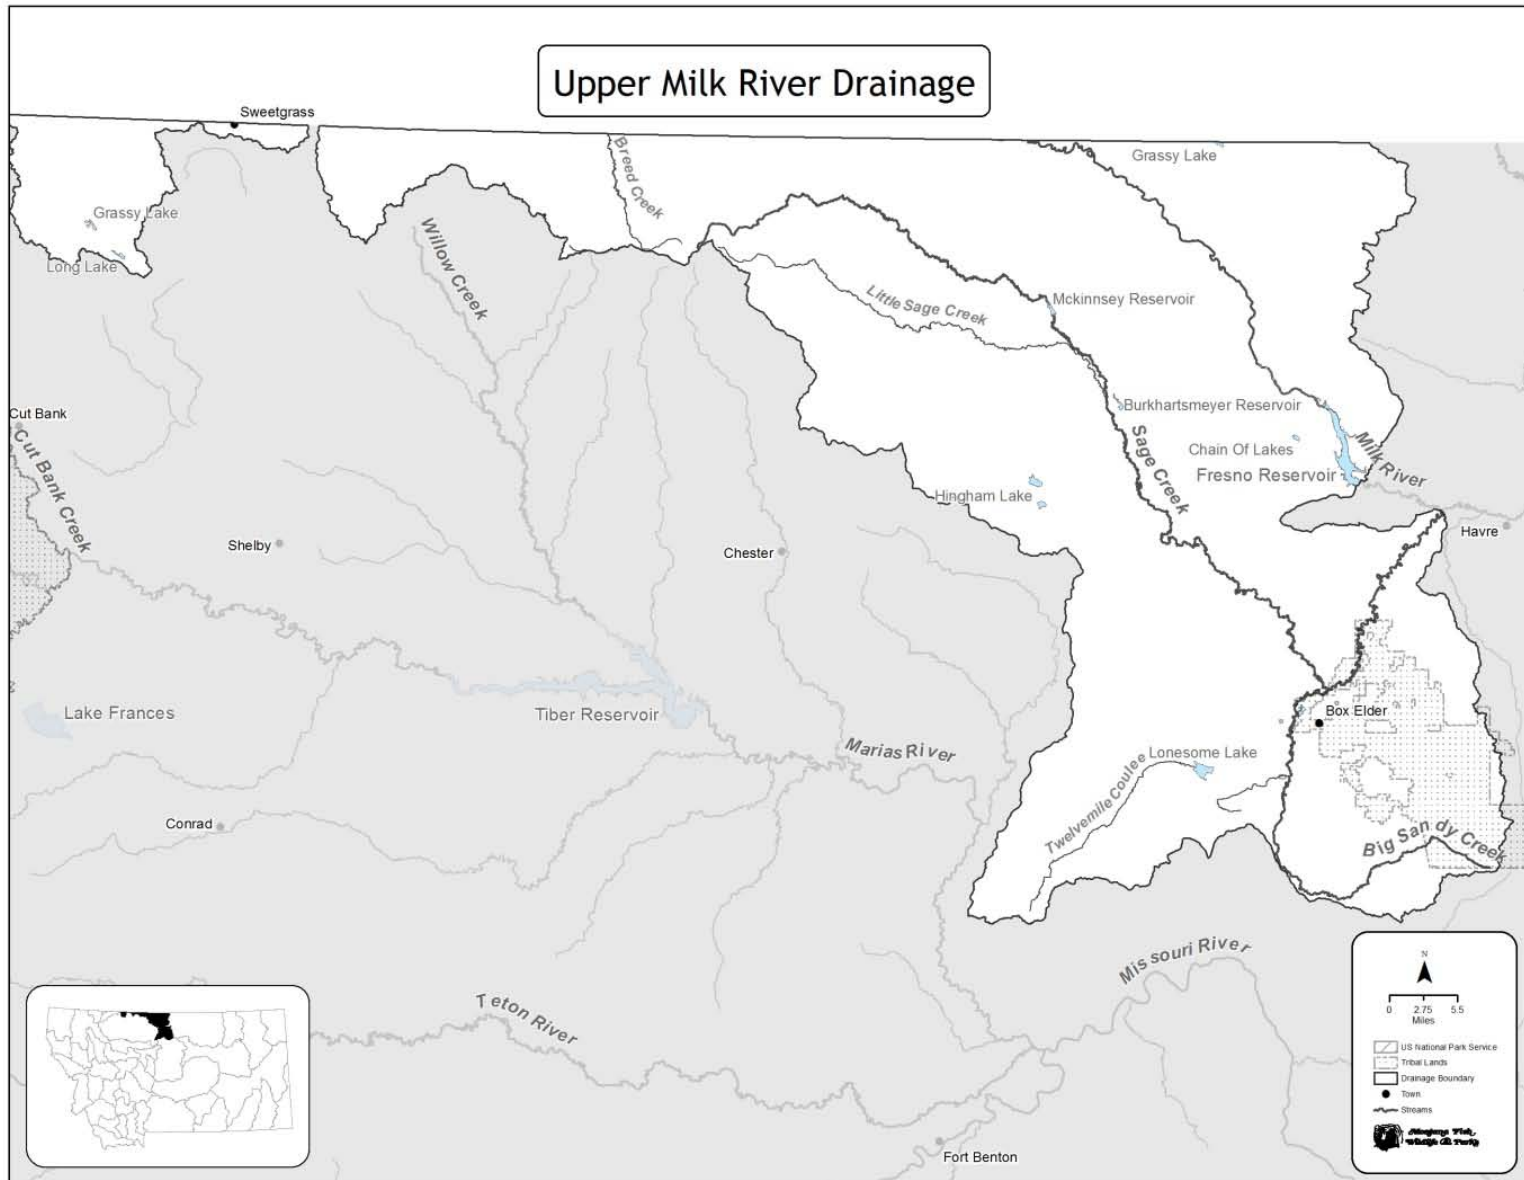 Upper Milk River Drainage
Sweetgrass
Breed Creek
Grassy Lake
Grassy Lake
Long Lake
Willow Creek
Little Sage Creek
Mckinnsey Reservoir
Cut Bank
Cut Bank Creek
Burkhartsmeyer Reservoir
Sage Creek
Chain Of Lakes
Milk River
Fresno Reservoir
Hingham Lake
Havre
Shelby
Chester
Lake Frances
Tiber Reservoir
Box Elder
Marias River
Lonesome Lake
Twelvemile Coulee
Conrad
Big Sandy Creek
Missouri River
Teton River
Fort Benton
N
0 2.75 5.5
Miles
US National Park Service
Tribal Lands
Drainage Boundary
Town
Streams
Montana Fish
Wildlife & Parks